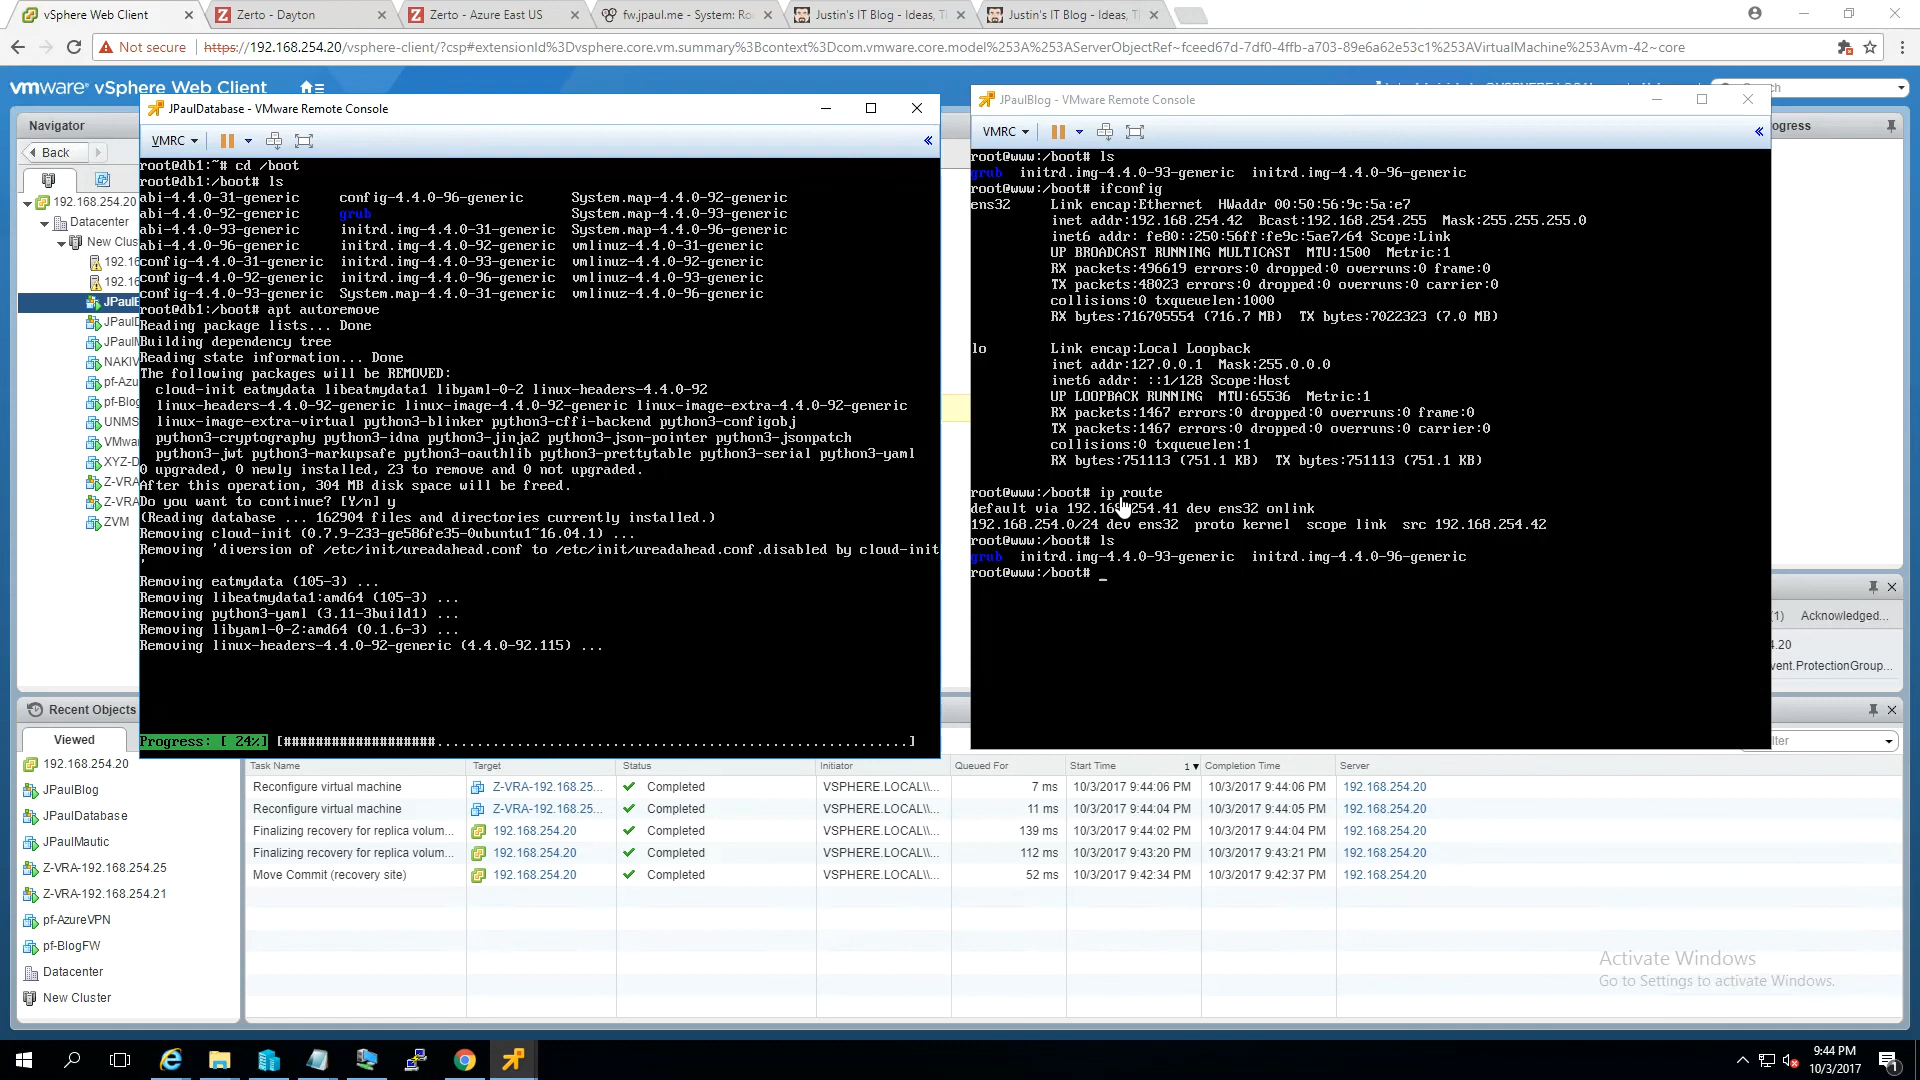 vSphere Web Client
Zerto - Dayton
Zerto - Azure East US
fw.jpaul.me - System: Ro
Justin's IT Blog - Ideas, T
Justin's IT Blog - Ideas, T
Not secure
https://192.168.254.20/vsphere-client/?csp#extensionId%3Dvsphere.core.vm.summary%3Bcontext%3Dcom.vmware.core.model%253A%253AServerObjectRef~fceed67d-7df0-4ffb-a703-89e6a62e53c1%253AVirtualMachine%253Avm-42~core
vmware® vSphere Web Client
Navigator
Back
192.168.254.20
Datacenter
New Clus
192.16
192.16
JPaulB
JPaulD
JPaulM
NAKIV
pf-Azu
pf-Blog
UNMS
VMwar
XYZ-D
Z-VRA
Z-VRA
ZVM
JPaulDatabase - VMware Remote Console
VMRC
root@db1:~# cd /boot
root@db1:/boot# ls
abi-4.4.0-31-generic config-4.4.0-96-generic System.map-4.4.0-92-generic
abi-4.4.0-92-generic grub System.map-4.4.0-93-generic
abi-4.4.0-93-generic initrd.img-4.4.0-31-generic System.map-4.4.0-96-generic
abi-4.4.0-96-generic initrd.img-4.4.0-92-generic vmlinuz-4.4.0-31-generic
config-4.4.0-31-generic initrd.img-4.4.0-93-generic vmlinuz-4.4.0-92-generic
config-4.4.0-92-generic initrd.img-4.4.0-96-generic vmlinuz-4.4.0-93-generic
config-4.4.0-93-generic System.map-4.4.0-31-generic vmlinuz-4.4.0-96-generic
root@db1:/boot# apt autoremove
Reading package lists... Done
Building dependency tree
Reading state information... Done
The following packages will be REMOVED:
cloud-init eatmydata libeatmydata1 libyaml-0-2 linux-headers-4.4.0-92
linux-headers-4.4.0-92-generic linux-image-4.4.0-92-generic linux-image-extra-4.4.0-92-generic
linux-image-extra-virtual python3-blinker python3-cffi-backend python3-configobj
python3-cryptography python3-idna python3-jinja2 python3-json-pointer python3-jsonpatch
python3-jwt python3-markupsafe python3-oauthlib python3-prettytable python3-serial python3-yaml
0 upgraded, 0 newly installed, 23 to remove and 0 not upgraded.
After this operation, 304 MB disk space will be freed.
Do you want to continue? [Y/n] y
(Reading database ... 162904 files and directories currently installed.)
Removing cloud-init (0.7.9-233-ge586fe35-0ubuntu1~16.04.1) ...
Removing 'diversion of /etc/init/ureadahead.conf to /etc/init/ureadahead.conf.disabled by cloud-init
'
Removing eatmydata (105-3) ...
Removing libeatmydata1:amd64 (105-3) ...
Removing python3-yaml (3.11-3build1) ...
Removing libyaml-0-2:amd64 (0.1.6-3) ...
Removing linux-headers-4.4.0-92-generic (4.4.0-92.115) ...
Progress: [ 24%] [###################...........................................................]
JPaulBlog - VMware Remote Console
VMRC
root@www:/boot# ls
grub initrd.img-4.4.0-93-generic initrd.img-4.4.0-96-generic
root@www:/boot# ifconfig
ens32 Link encap:Ethernet HWaddr 00:50:56:9c:5a:e7
inet addr:192.168.254.42 Bcast:192.168.254.255 Mask:255.255.255.0
inet6 addr: fe80::250:56ff:fe9c:5ae7/64 Scope:Link
UP BROADCAST RUNNING MULTICAST MTU:1500 Metric:1
RX packets:496619 errors:0 dropped:0 overruns:0 frame:0
TX packets:48023 errors:0 dropped:0 overruns:0 carrier:0
collisions:0 txqueuelen:1000
RX bytes:716705554 (716.7 MB) TX bytes:7022323 (7.0 MB)
lo Link encap:Local Loopback
inet addr:127.0.0.1 Mask:255.0.0.0
inet6 addr: ::1/128 Scope:Host
UP LOOPBACK RUNNING MTU:65536 Metric:1
RX packets:1467 errors:0 dropped:0 overruns:0 frame:0
TX packets:1467 errors:0 dropped:0 overruns:0 carrier:0
collisions:0 txqueuelen:1
RX bytes:751113 (751.1 KB) TX bytes:751113 (751.1 KB)
root@www:/boot# ip route
default via 192.168.254.41 dev ens32 onlink
192.168.254.0/24 dev ens32 proto kernel scope link src 192.168.254.42
root@www:/boot# ls
grub initrd.img-4.4.0-93-generic initrd.img-4.4.0-96-generic
root@www:/boot# _
ch
ogress
(1) Acknowledged...
4.20
vent.ProtectionGroup...
ilter
Recent Objects
Viewed
192.168.254.20
JPaulBlog
JPaulDatabase
JPaulMautic
Z-VRA-192.168.254.25
Z-VRA-192.168.254.21
pf-AzureVPN
pf-BlogFW
Datacenter
New Cluster
Task Name Target Status Initiator Queued For Start Time 1 Completion Time Server
Reconfigure virtual machine Z-VRA-192.168.25... Completed VSPHERE.LOCAL\\... 7 ms 10/3/2017 9:44:06 PM 10/3/2017 9:44:06 PM 192.168.254.20
Reconfigure virtual machine Z-VRA-192.168.25... Completed VSPHERE.LOCAL\\... 11 ms 10/3/2017 9:44:04 PM 10/3/2017 9:44:05 PM 192.168.254.20
Finalizing recovery for replica volum... 192.168.254.20 Completed VSPHERE.LOCAL\\... 139 ms 10/3/2017 9:44:02 PM 10/3/2017 9:44:04 PM 192.168.254.20
Finalizing recovery for replica volum... 192.168.254.20 Completed VSPHERE.LOCAL\\... 112 ms 10/3/2017 9:43:20 PM 10/3/2017 9:43:21 PM 192.168.254.20
Move Commit (recovery site) 192.168.254.20 Completed VSPHERE.LOCAL\\... 52 ms 10/3/2017 9:42:34 PM 10/3/2017 9:42:37 PM 192.168.254.20
Activate Windows
Go to Settings to activate Windows.
9:44 PM
10/3/2017
1